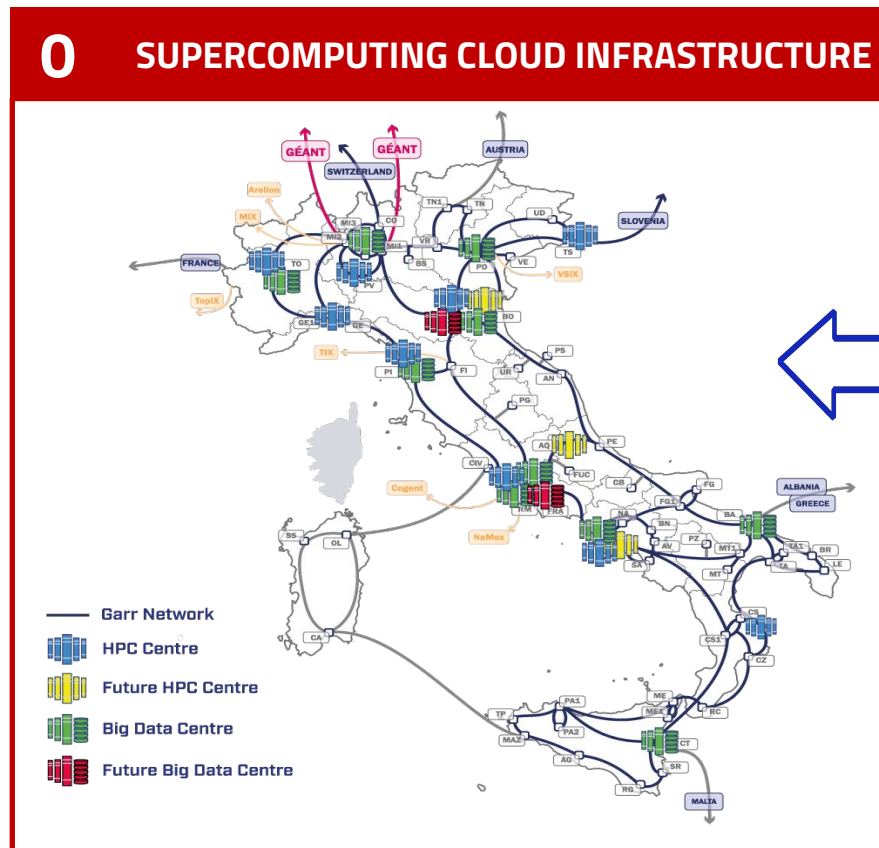 0 SUPERCOMPUTING CLOUD INFRASTRUCTURE
GÉANT
GÉANT
AUSTRIA
SWITZERLAND
Arelion
MIX
MI3
CO
TN1
TN
UD
SLOVENIA
MI2
MI1
VR
BS
PD
VE
TS
FRANCE
TO
PV
VSIX
TopIX
GE1
GE
BO
TIX
PI
FI
UR
PS
AN
PG
AQ
PE
CIV
FUC
CB
Cogent
RM
FRA
NaMex
NA
FG
FG1
BA
ALBANIA
GREECE
BN
AV
PZ
MT1
TA1
BR
SS
OL
SA
MT
TA
LE
Garr Network
CA
CS
CS1
HPC Centre
CZ
Future HPC Centre
TP
PA1
ME
ME1
RC
Big Data Centre
PA2
MAZ
CT
Future Big Data Centre
AG
SR
RG
MALTA